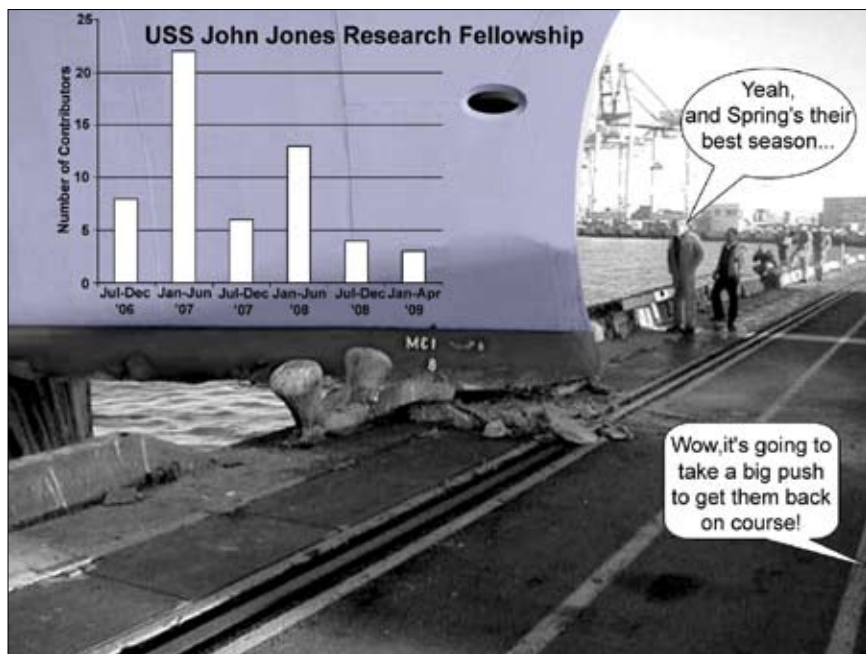 USS John Jones Research Fellowship
Number of Contributors
25
20
15
10
5
0
Jul-Dec Jan-Jun Jul-Dec Jan-Jun Jul-Dec Jan-Apr
'06 '07 '07 '08 '08 '09
Yeah,
and Spring's their
best season...
MC1
8
Wow,it's going to
take a big push
to get them back
on course!